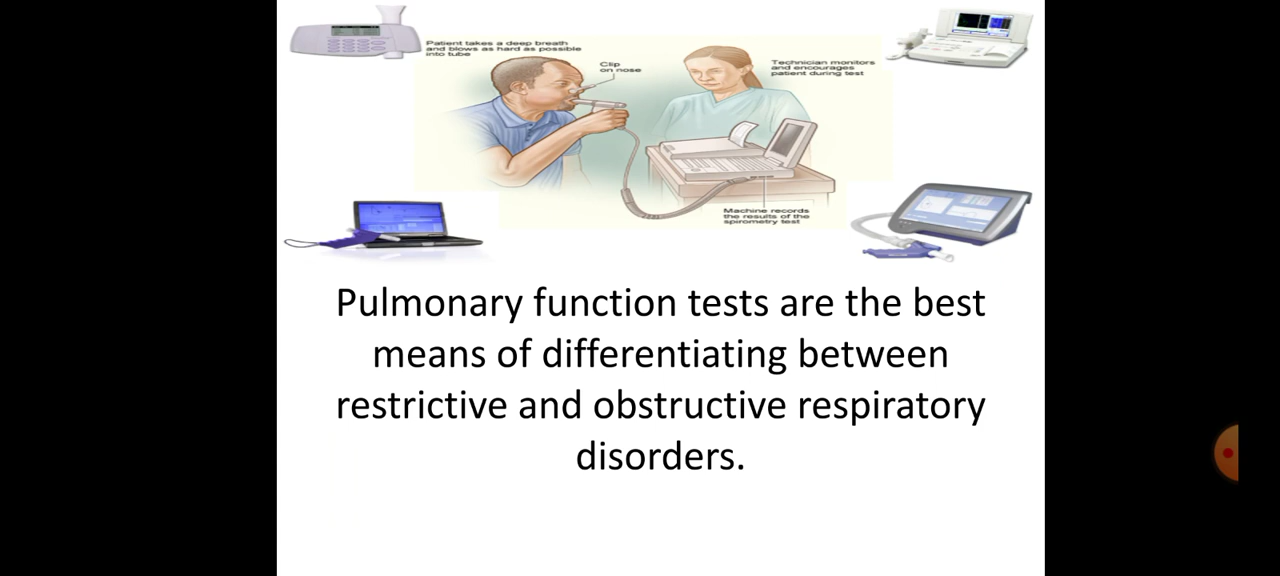 Patient takes a deep breath
and blows as hard as possible
into tube
Clip
on nose
Technician monitors
and encourages
patient during test
Machine records
the results of the
spirometry test
Pulmonary function tests are the best
means of differentiating between
restrictive and obstructive respiratory
disorders.